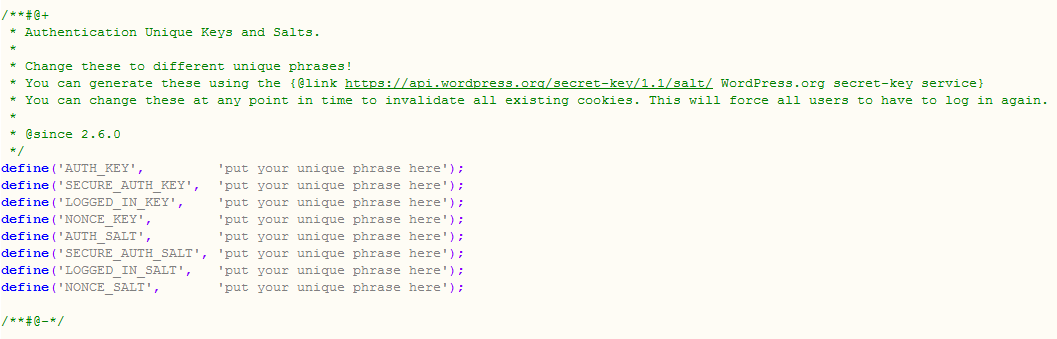 /**#@+
 * Authentication Unique Keys and Salts.
 *
 * Change these to different unique phrases!
 * You can generate these using the {@link https://api.wordpress.org/secret-key/1.1/salt/ WordPress.org secret-key service}
 * You can change these at any point in time to invalidate all existing cookies. This will force all users to have to log in again.
 *
 * @since 2.6.0
 */
define('AUTH_KEY',         'put your unique phrase here');
define('SECURE_AUTH_KEY',  'put your unique phrase here');
define('LOGGED_IN_KEY',    'put your unique phrase here');
define('NONCE_KEY',        'put your unique phrase here');
define('AUTH_SALT',        'put your unique phrase here');
define('SECURE_AUTH_SALT', 'put your unique phrase here');
define('LOGGED_IN_SALT',   'put your unique phrase here');
define('NONCE_SALT',       'put your unique phrase here');

/**#@-*/